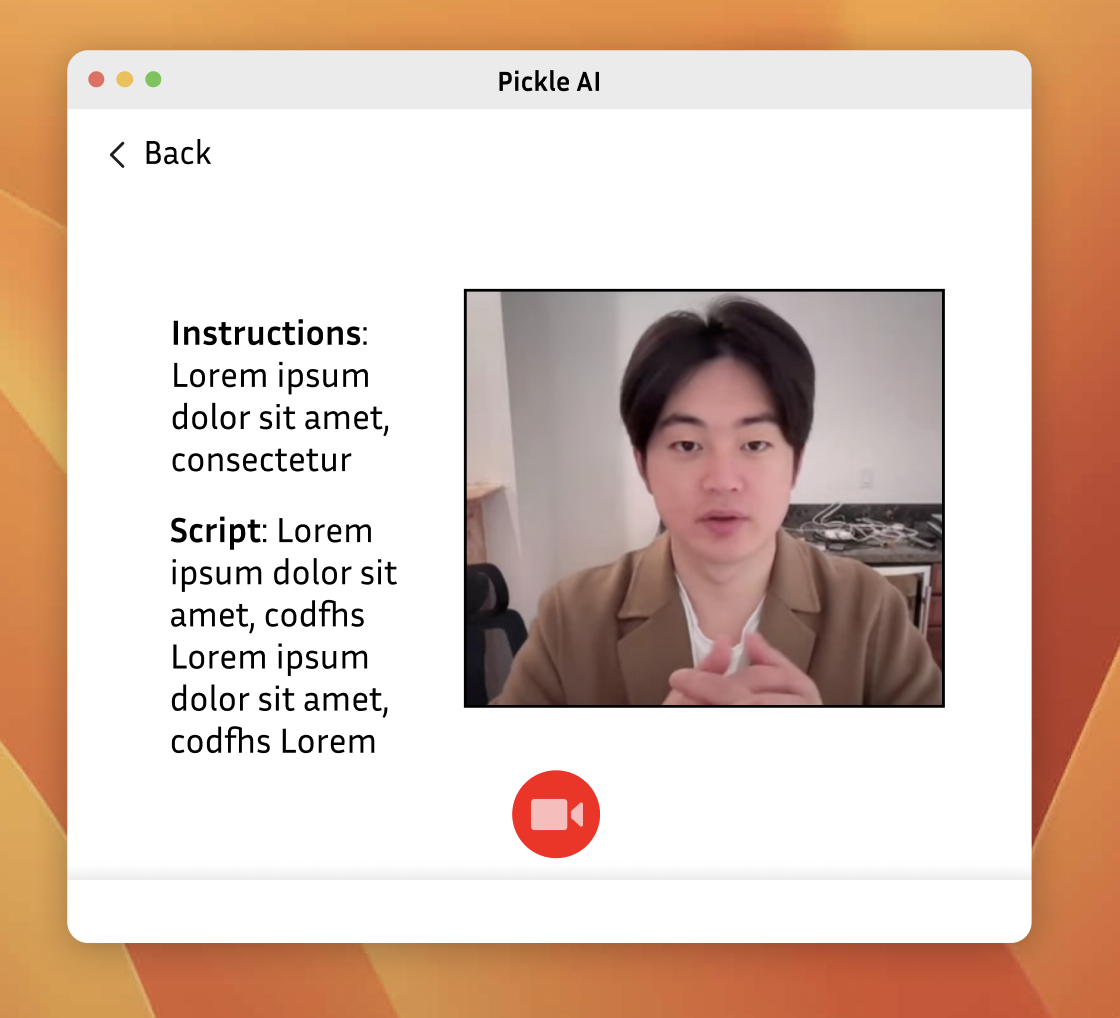 Pickle AI
Back
Instructions:
Lorem ipsum
dolor sit amet,
consectetur
Script: Lorem
ipsum dolor sit
amet, codfhs
Lorem ipsum
dolor sit amet,
codfhs Lorem